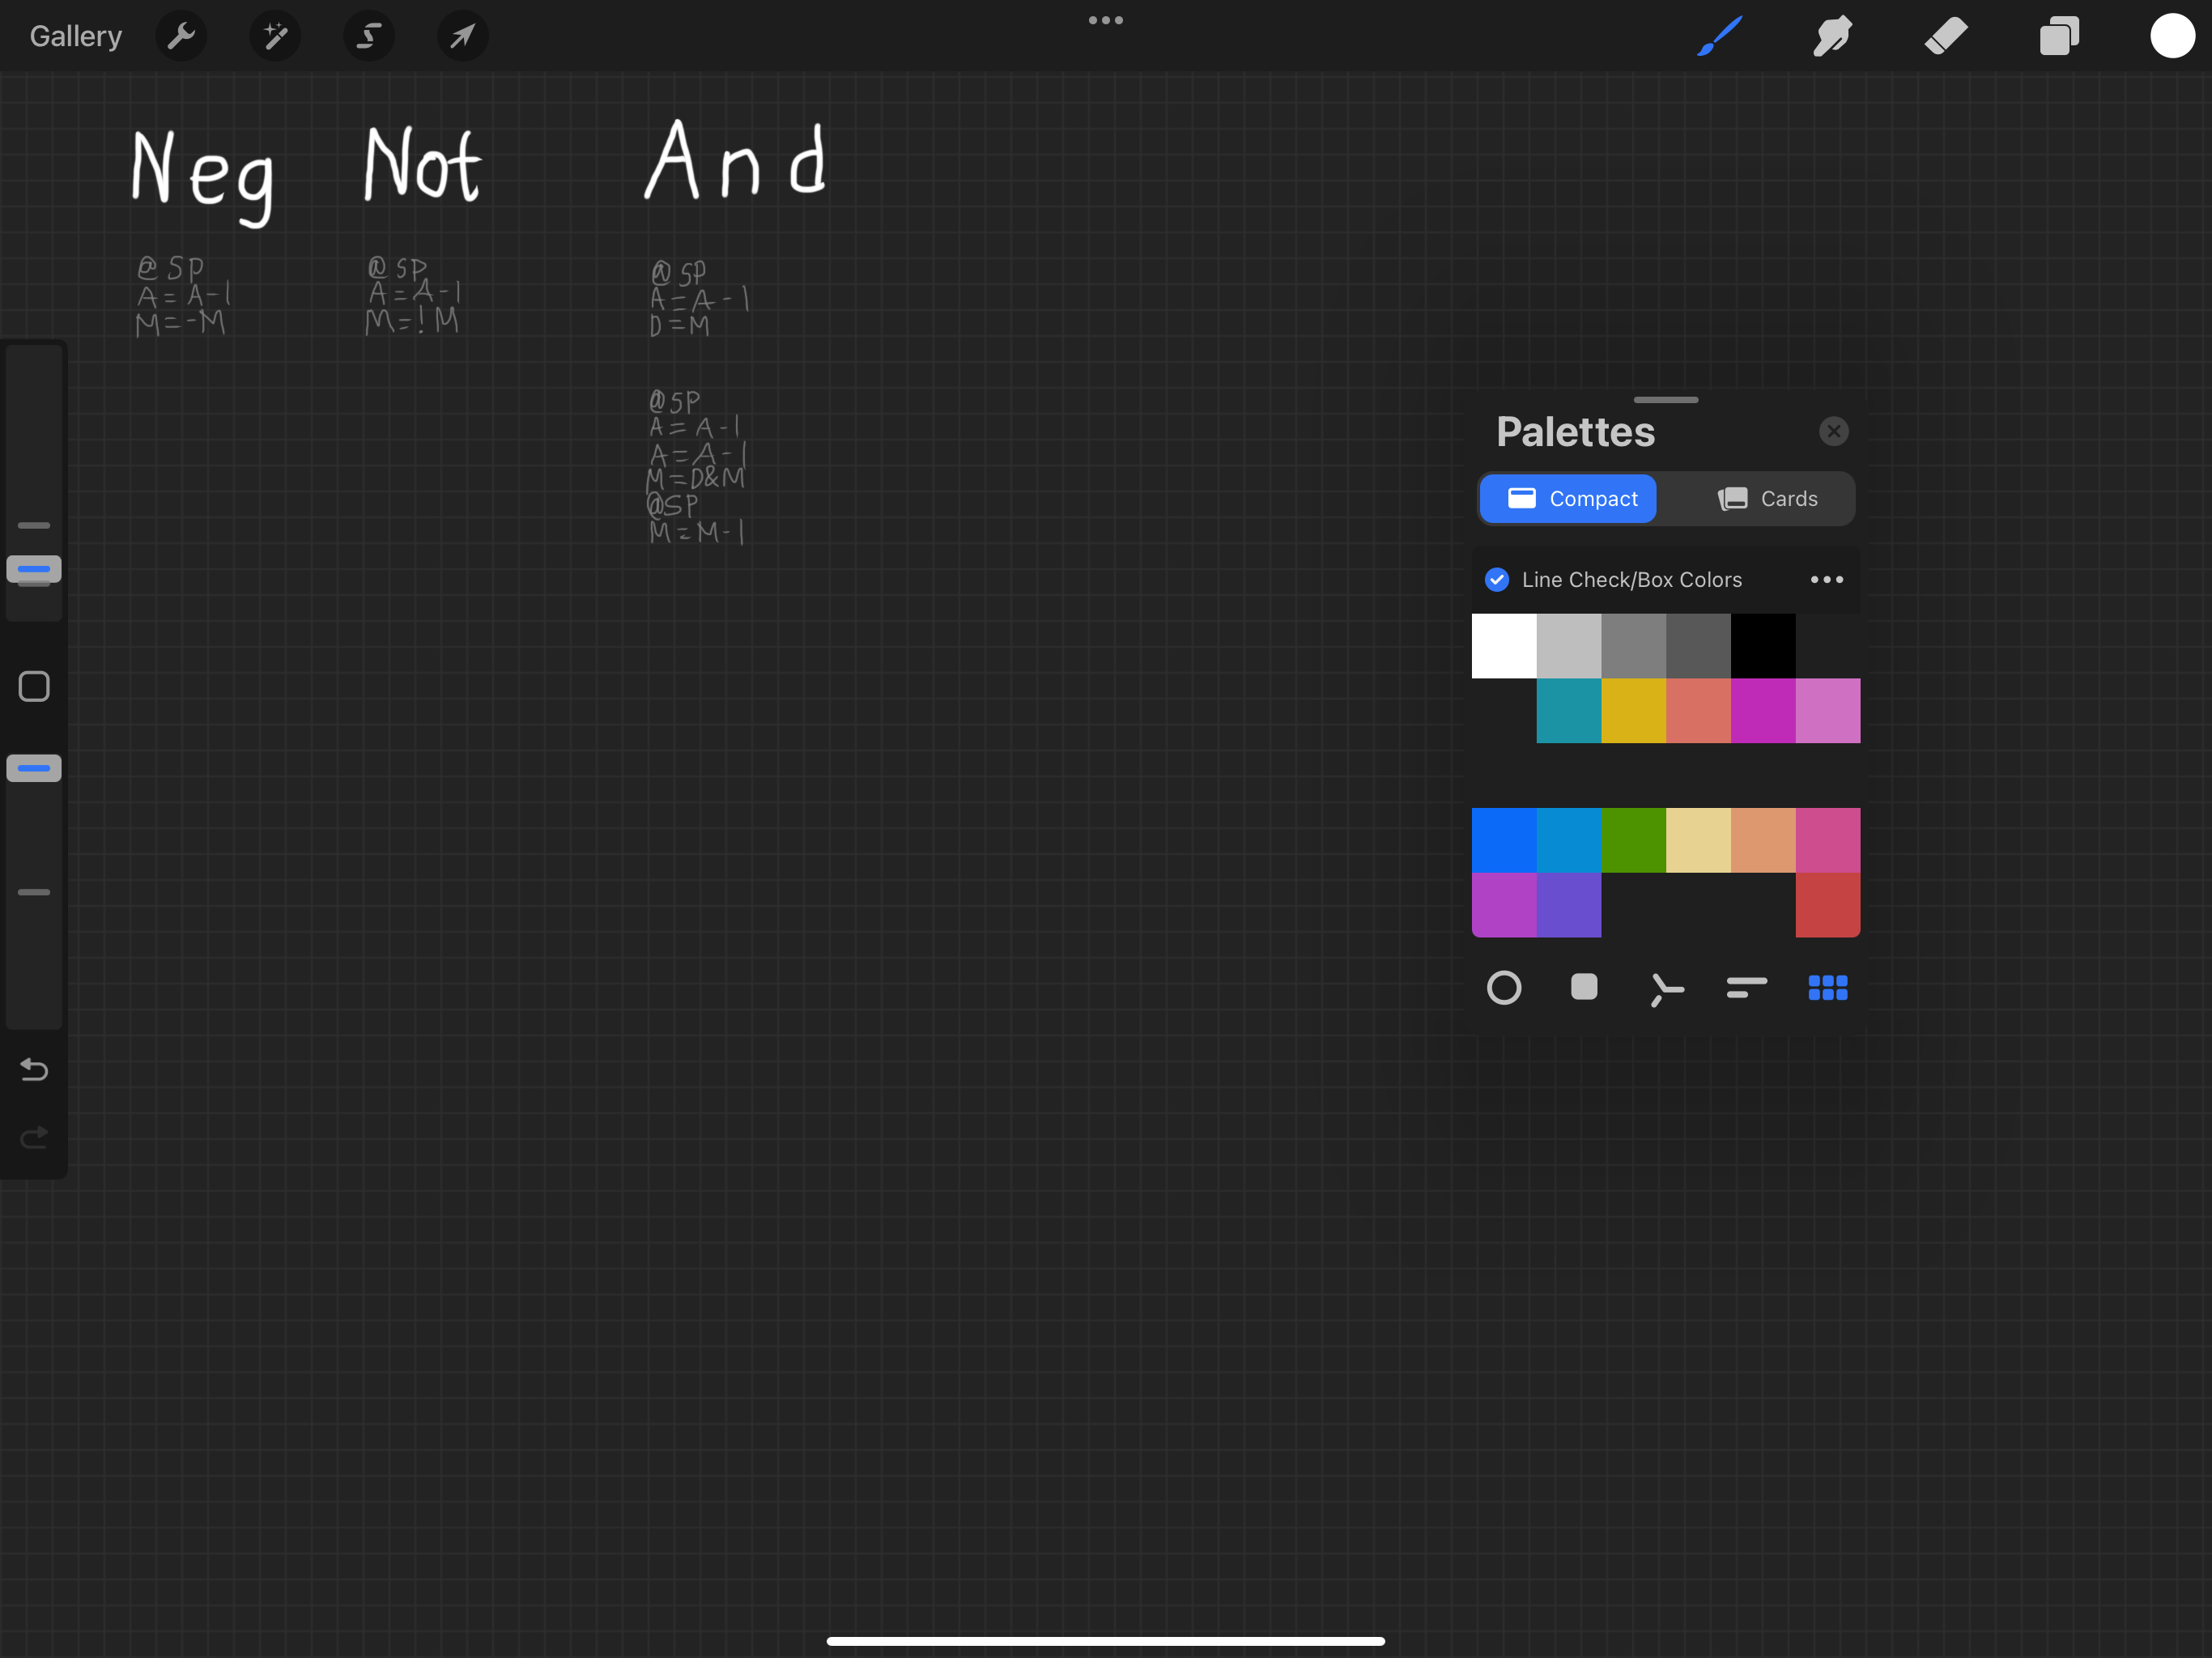 Gallery
Neg
@SP
A=A-1
M=-M
Not
@SP
A=A-1
M=!M
And
@SP
A=A-1
D=M
@SP
A=A-1
A=A-1
M=D&M
@SP
M=M-1
Palettes
Compact
Cards
Line Check/Box Colors